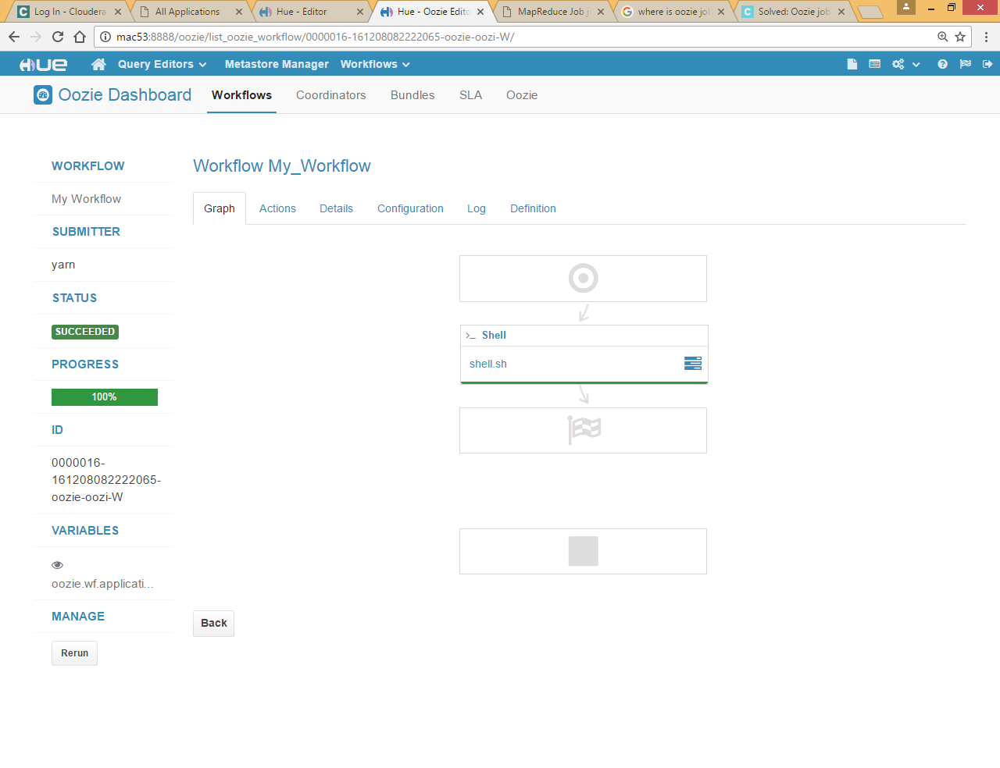 Log In - Cloudera
All Applications
Hue - Editor
Hue - Oozie Edito
MapReduce Job j
where is oozie jo
Solved: Oozie job
mac53:8888/oozie/list_oozie_workflow/0000016-161208082222065-oozie-oozi-W/
HUE
Query Editors
Metastore Manager
Workflows
Oozie Dashboard
Workflows
Coordinators
Bundles
SLA
Oozie
WORKFLOW
My Workflow
SUBMITTER
yarn
STATUS
SUCCEEDED
PROGRESS
100%
ID
0000016-
161208082222065-
oozie-oozi-W
VARIABLES
oozie.wf.applicati...
MANAGE
Rerun
Workflow My_Workflow
Graph
Actions
Details
Configuration
Log
Definition
Shell
shell.sh
Back